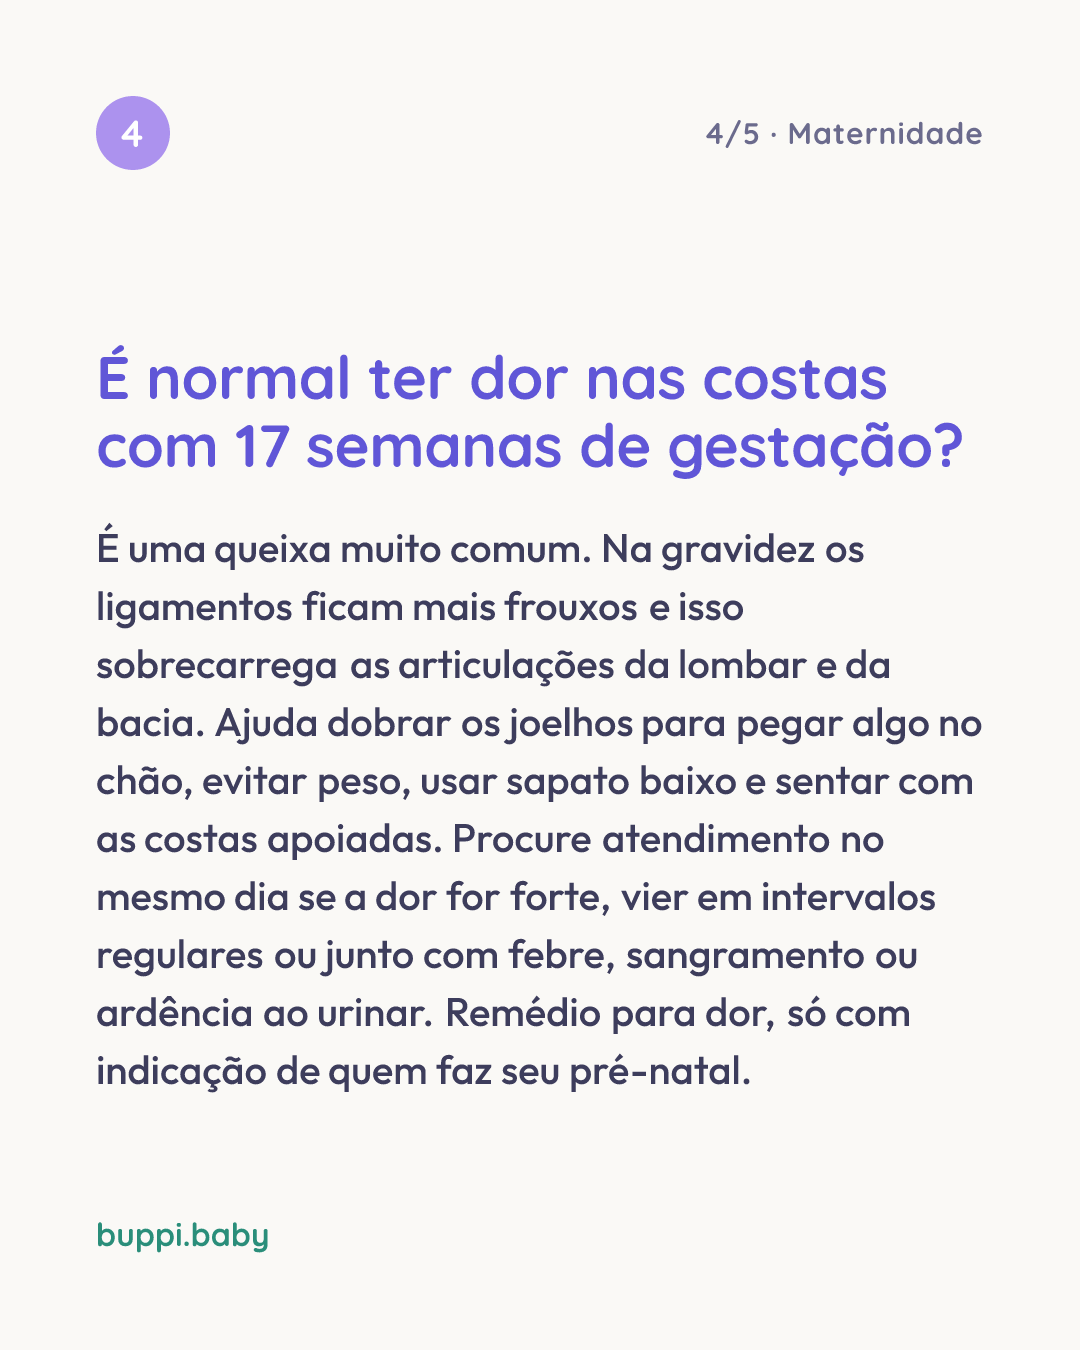 4
4/5 · Maternidade
É normal ter dor nas costas
com 17 semanas de gestação?
É uma queixa muito comum. Na gravidez os
ligamentos ficam mais frouxos e isso
sobrecarrega as articulações da lombar e da
bacia. Ajuda dobrar os joelhos para pegar algo no
chão, evitar peso, usar sapato baixo e sentar com
as costas apoiadas. Procure atendimento no
mesmo dia se a dor for forte, vier em intervalos
regulares ou junto com febre, sangramento ou
ardência ao urinar. Remédio para dor, só com
indicação de quem faz seu pré-natal.
buppi.baby